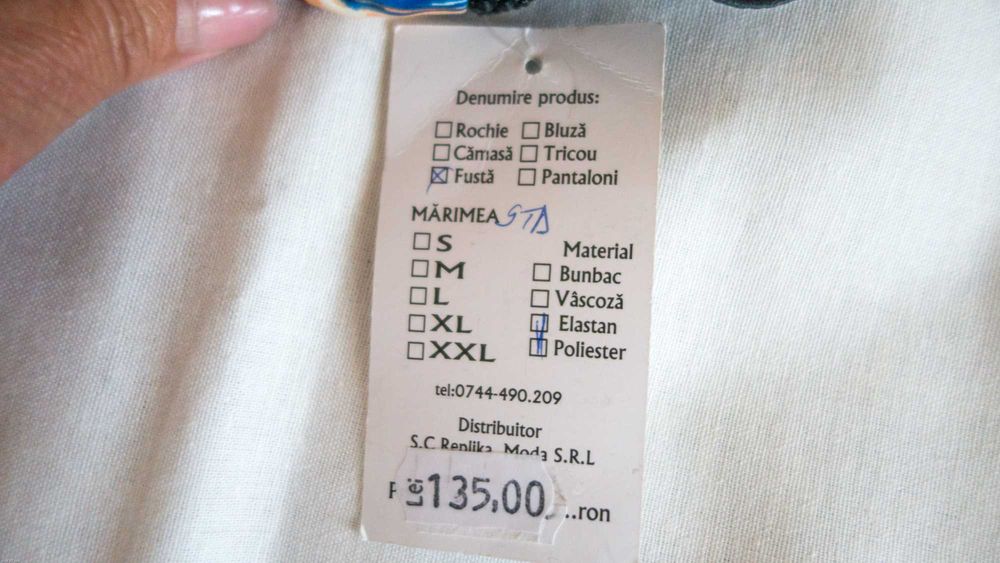 Denumire produs:
Rochie Bluză
Cămasă Tricou
Fustă Pantaloni
MĂRIMEA STD
S
Material
M
Bunbac
L
Vâscoză
XL
Elastan
XXL
Poliester
tel:0744-490.209
Distribuitor
S.C Replika Moda S.R.L
Lei 135,00 ..ron